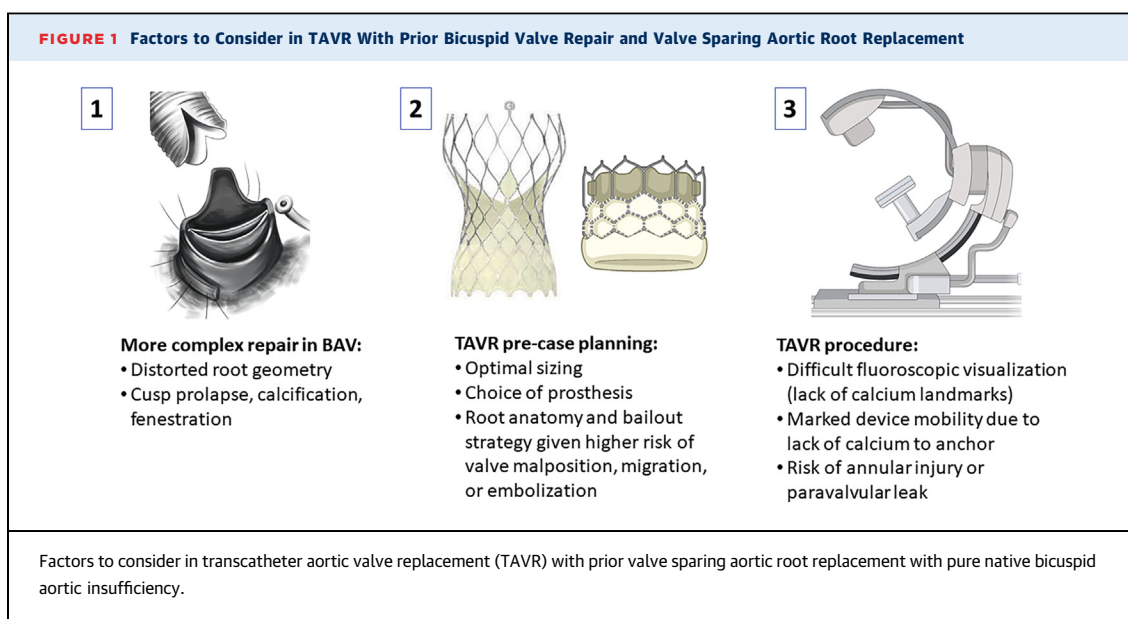 FIGURE 1 Factors to Consider in TAVR With Prior Bicuspid Valve Repair and Valve Sparing Aortic Root Replacement
1
More complex repair in BAV:
• Distorted root geometry
• Cusp prolapse, calcification,
fenestration
2
TAVR pre-case planning:
• Optimal sizing
• Choice of prosthesis
• Root anatomy and bailout
strategy given higher risk of
valve malposition, migration,
or embolization
3
TAVR procedure:
• Difficult fluoroscopic visualization
(lack of calcium landmarks)
• Marked device mobility due to
lack of calcium to anchor
• Risk of annular injury or
paravalvular leak
Factors to consider in transcatheter aortic valve replacement (TAVR) with prior valve sparing aortic root replacement with pure native bicuspid
aortic insufficiency.